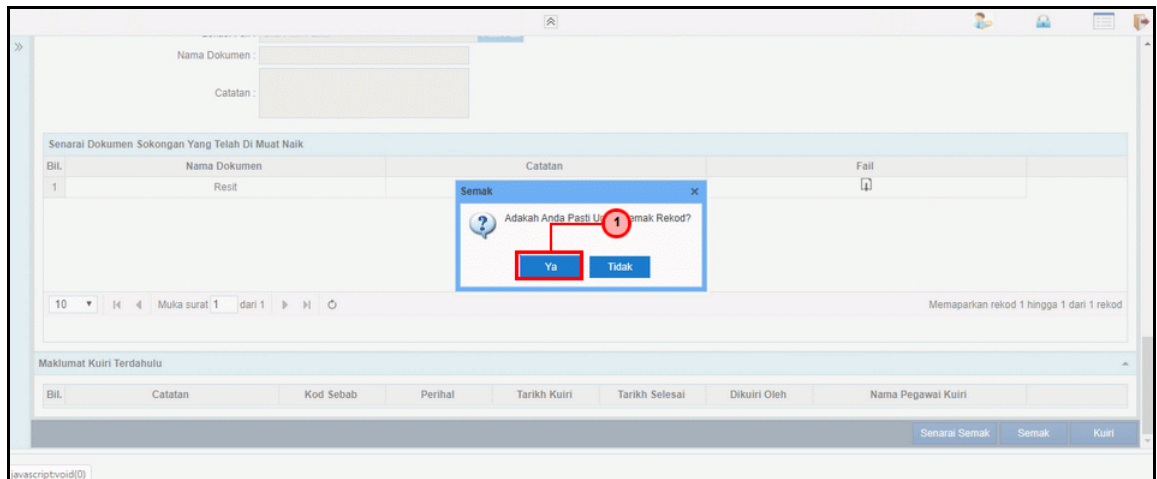 Nama Dokumen :
Catatan :
Senarai Dokumen Sokongan Yang Telah Di Muat Naik
Bil. Nama Dokumen Catatan Fail
1 Resit
Semak ×
Adakah Anda Pasti emak Rekod?
1
Ya Tidak
10 Muka surat 1 dari 1 Memaparkan rekod 1 hingga 1 dari 1 rekod
Maklumat Kuiri Terdahulu
Bil. Catatan Kod Sebab Perihal Tarikh Kuiri Tarikh Selesai Dikuiri Oleh Nama Pegawai Kuiri
Senarai Semak Semak Kuiri
javascript:void(0)